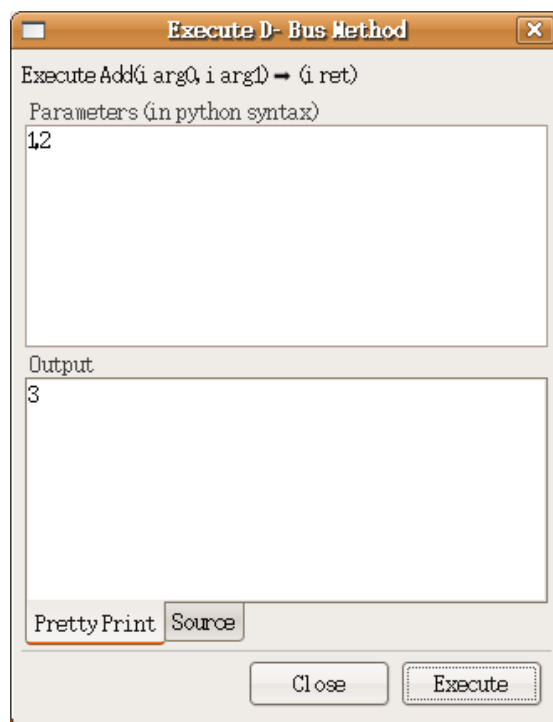 Execute D-Bus Method
Execute Add(i arg0, i arg1) → (i ret)
Parameters (in python syntax)
1,2
Output
3
Pretty Print Source
Close Execute